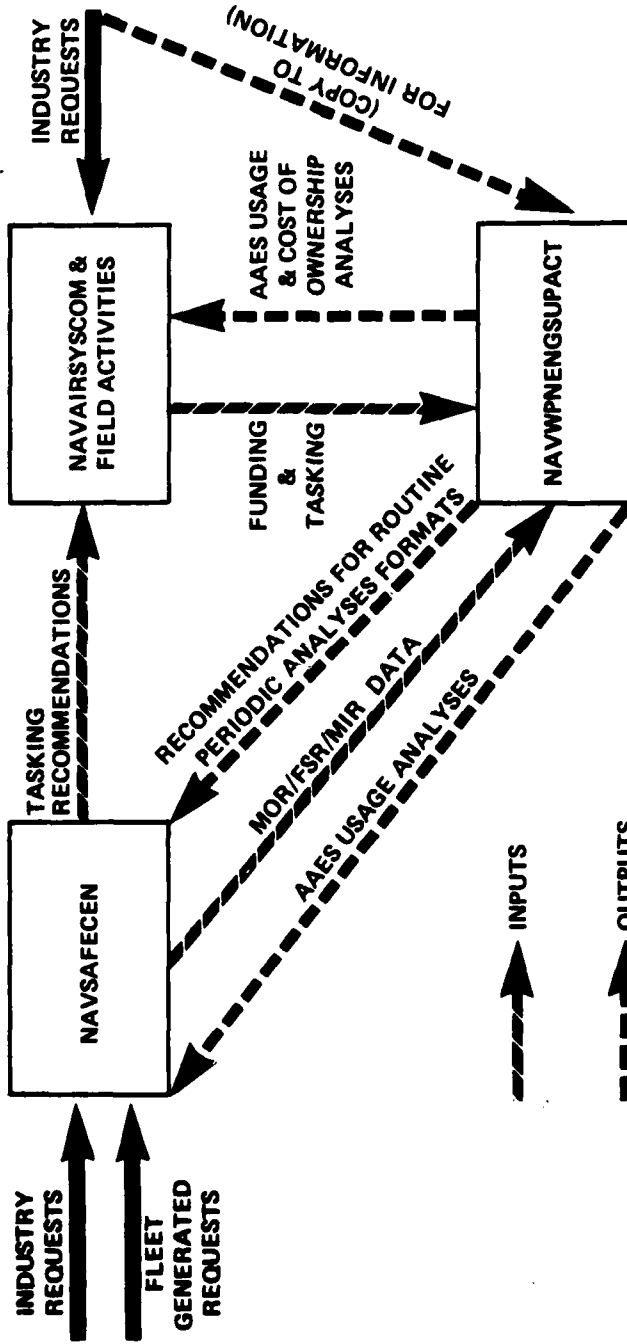 INDUSTRY
REQUESTS
FLEET
GENERATED
REQUESTS
NAVSAFECEN
TASKING
RECOMMENDATIONS
NAVAIRSYSCOM &
FIELD ACTIVITIES
INDUSTRY
REQUESTS
(COPY TO
FOR INFORMATION)
FUNDING
&
TASKING
AAES USAGE
& COST OF
OWNERSHIP
ANALYSES
RECOMMENDATIONS FOR ROUTINE
PERIODIC ANALYSES FORMATS
MOR/FSR/MIR DATA
AAES USAGE ANALYSES
NAVWPNENGSUPACT
INPUTS
OUTPUTS